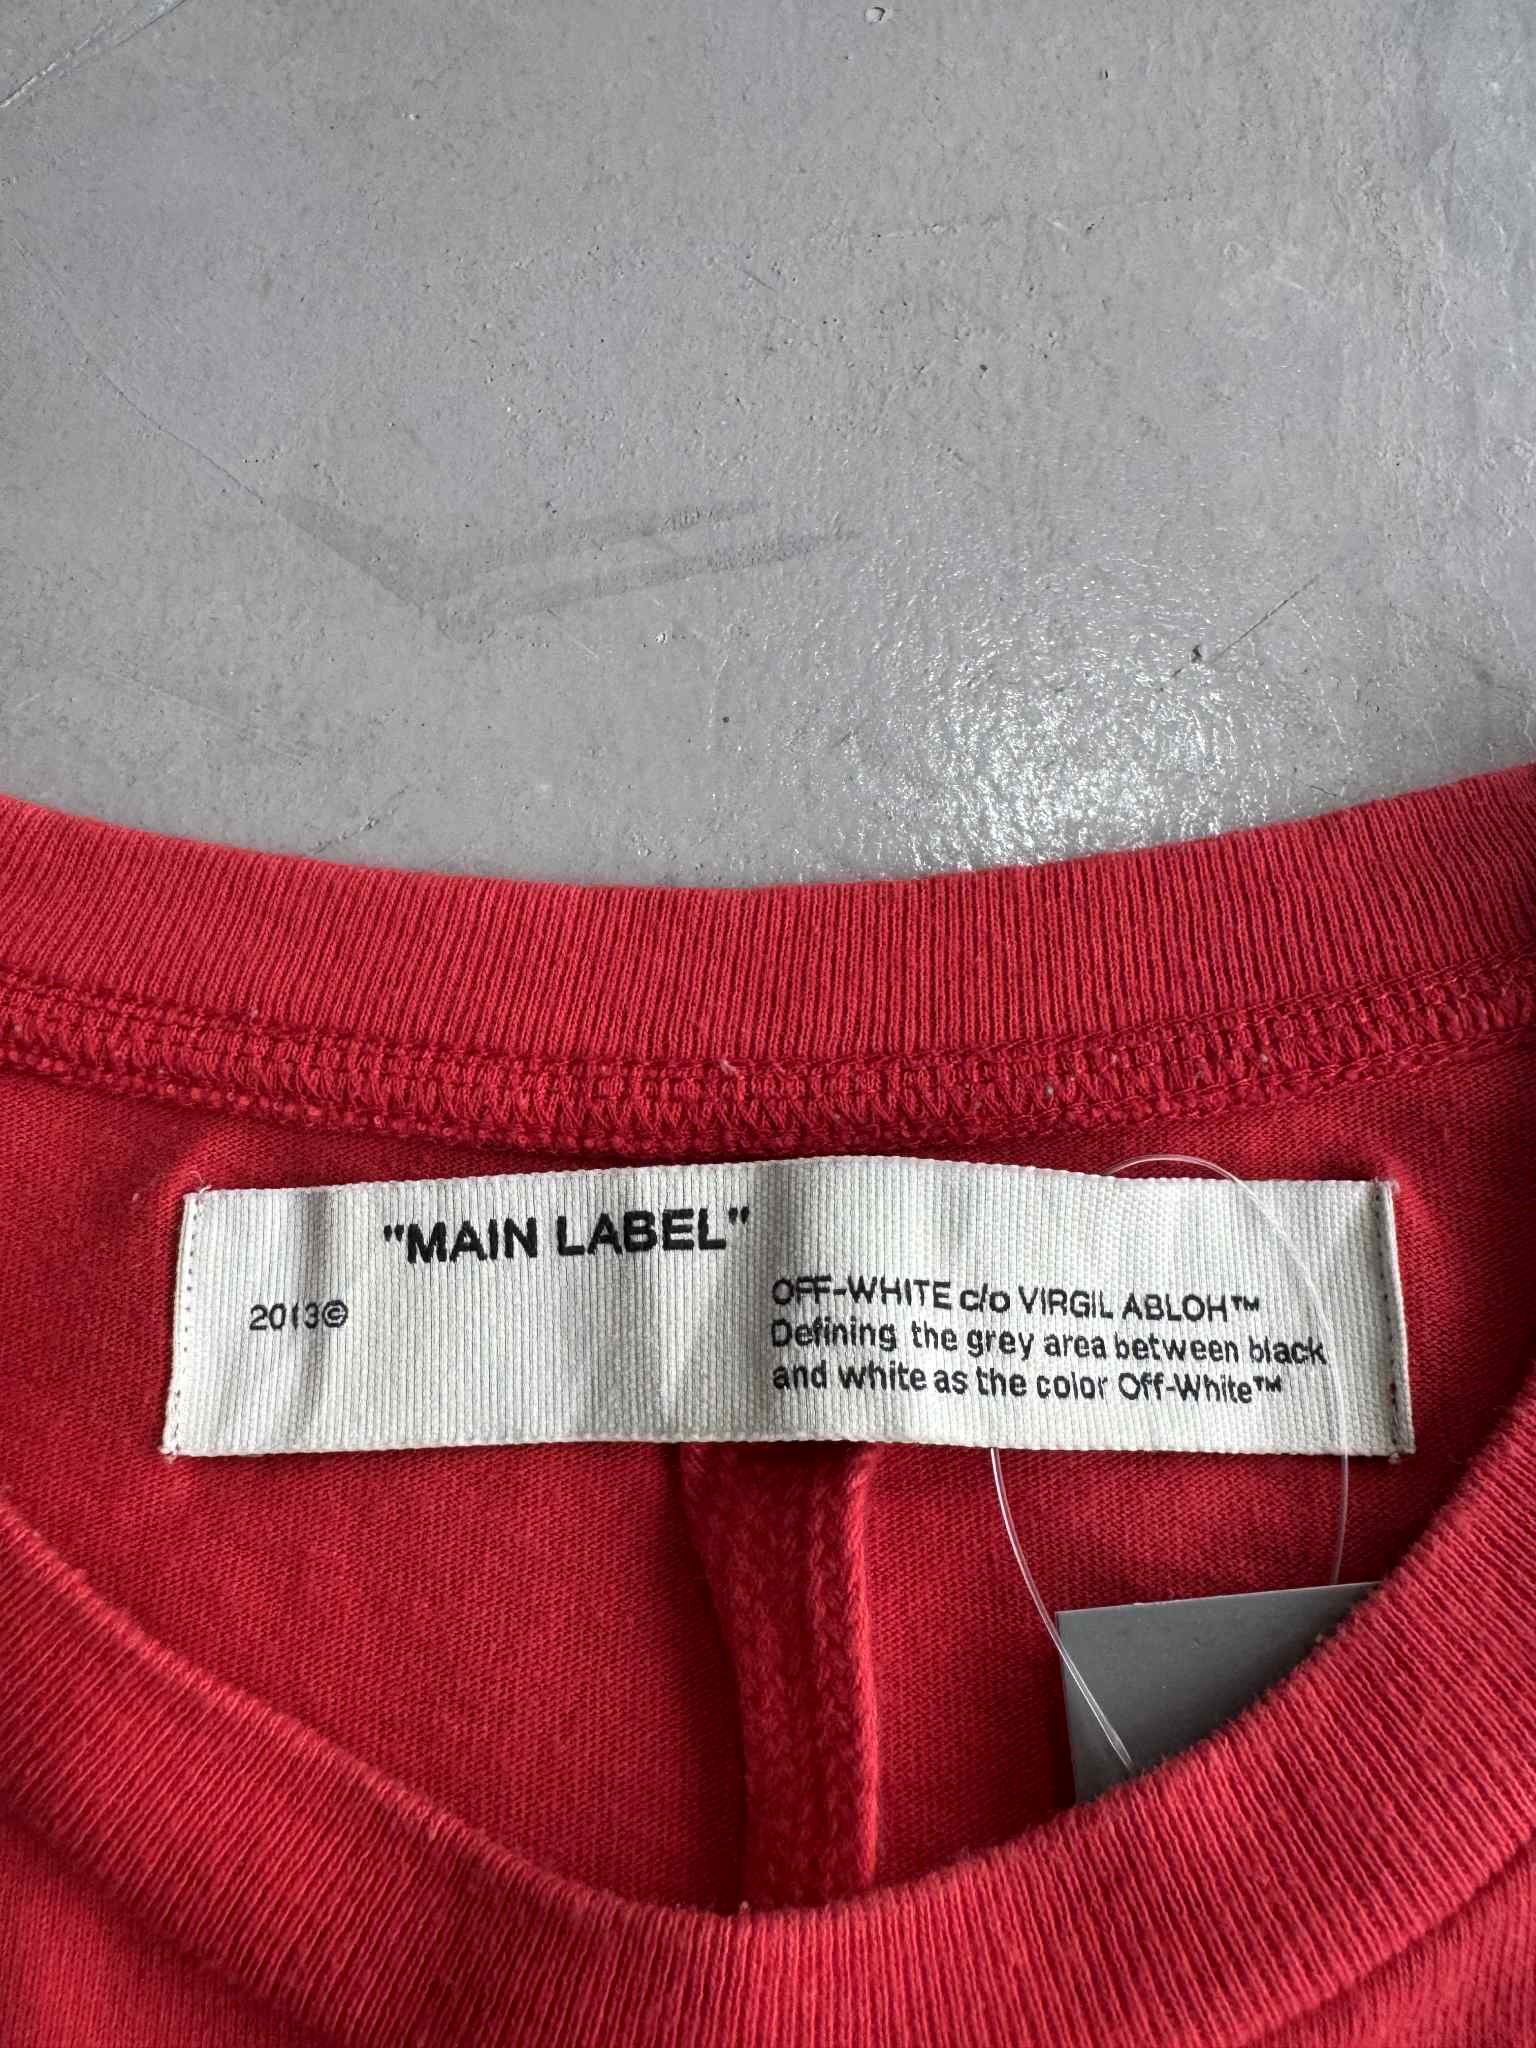 "MAIN LABEL"
2013©
OFF-WHITE c/o VIRGIL ABLOH™
Defining the grey area between black
and white as the color Off-White™